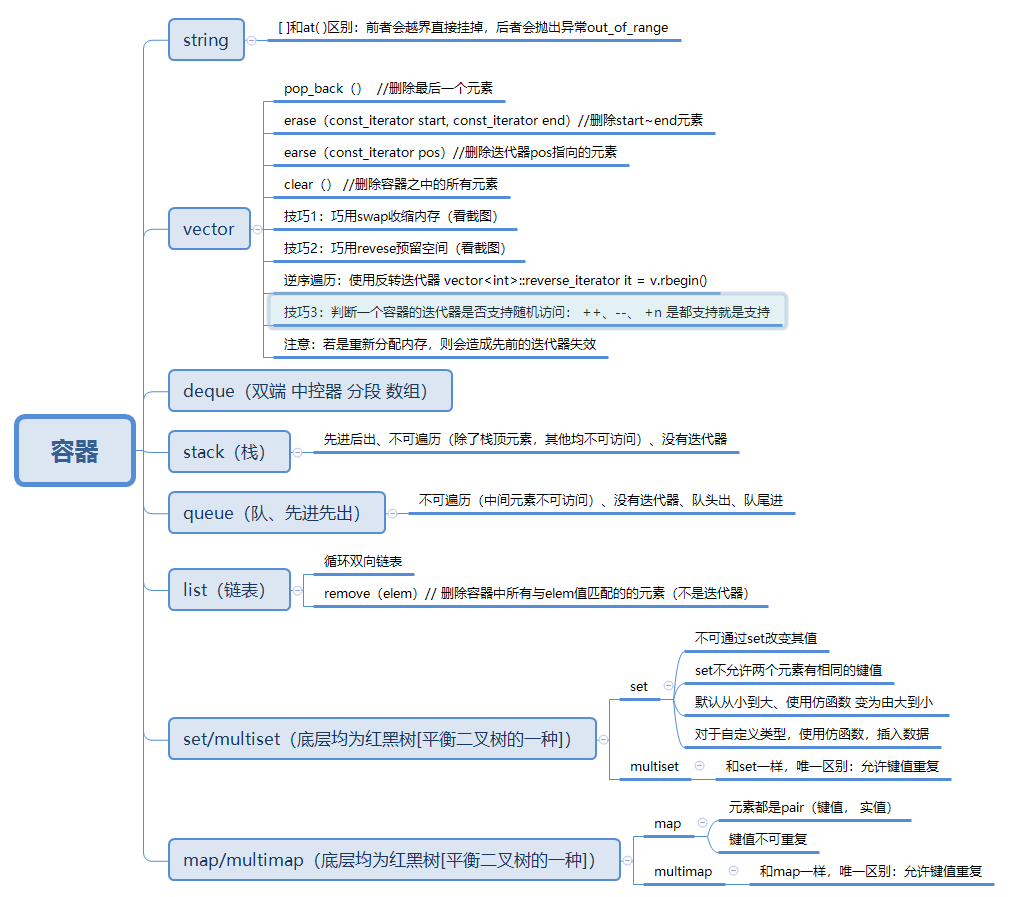 容器
string
[ ]和at( )区别：前者会越界直接挂掉，后者会抛出异常out_of_range
vector
pop_back（） //删除最后一个元素
erase（const_iterator start, const_iterator end）//删除start~end元素
earse（const_iterator pos）//删除迭代器pos指向的元素
clear（） //删除容器之中的所有元素
技巧1：巧用swap收缩内存（看截图）
技巧2：巧用revese预留空间（看截图）
逆序遍历：使用反转迭代器 vector<int>::reverse_iterator it = v.rbegin()
技巧3：判断一个容器的迭代器是否支持随机访问： ++、--、 +n 是都支持就是支持
注意：若是重新分配内存，则会造成先前的迭代器失效
deque（双端 中控器 分段 数组）
stack（栈）
先进后出、不可遍历（除了栈顶元素，其他均不可访问）、没有迭代器
queue（队、先进先出）
不可遍历（中间元素不可访问）、没有迭代器、队头出、队尾进
list（链表）
循环双向链表
remove（elem）// 删除容器中所有与elem值匹配的的元素（不是迭代器）
set/multiset（底层均为红黑树[平衡二叉树的一种]）
set
不可通过set改变其值
set不允许两个元素有相同的键值
默认从小到大、使用仿函数 变为由大到小
对于自定义类型，使用仿函数，插入数据
multiset
和set一样，唯一区别：允许键值重复
map/multimap（底层均为红黑树[平衡二叉树的一种]）
map
元素都是pair（键值， 实值）
键值不可重复
multimap
和map一样，唯一区别：允许键值重复